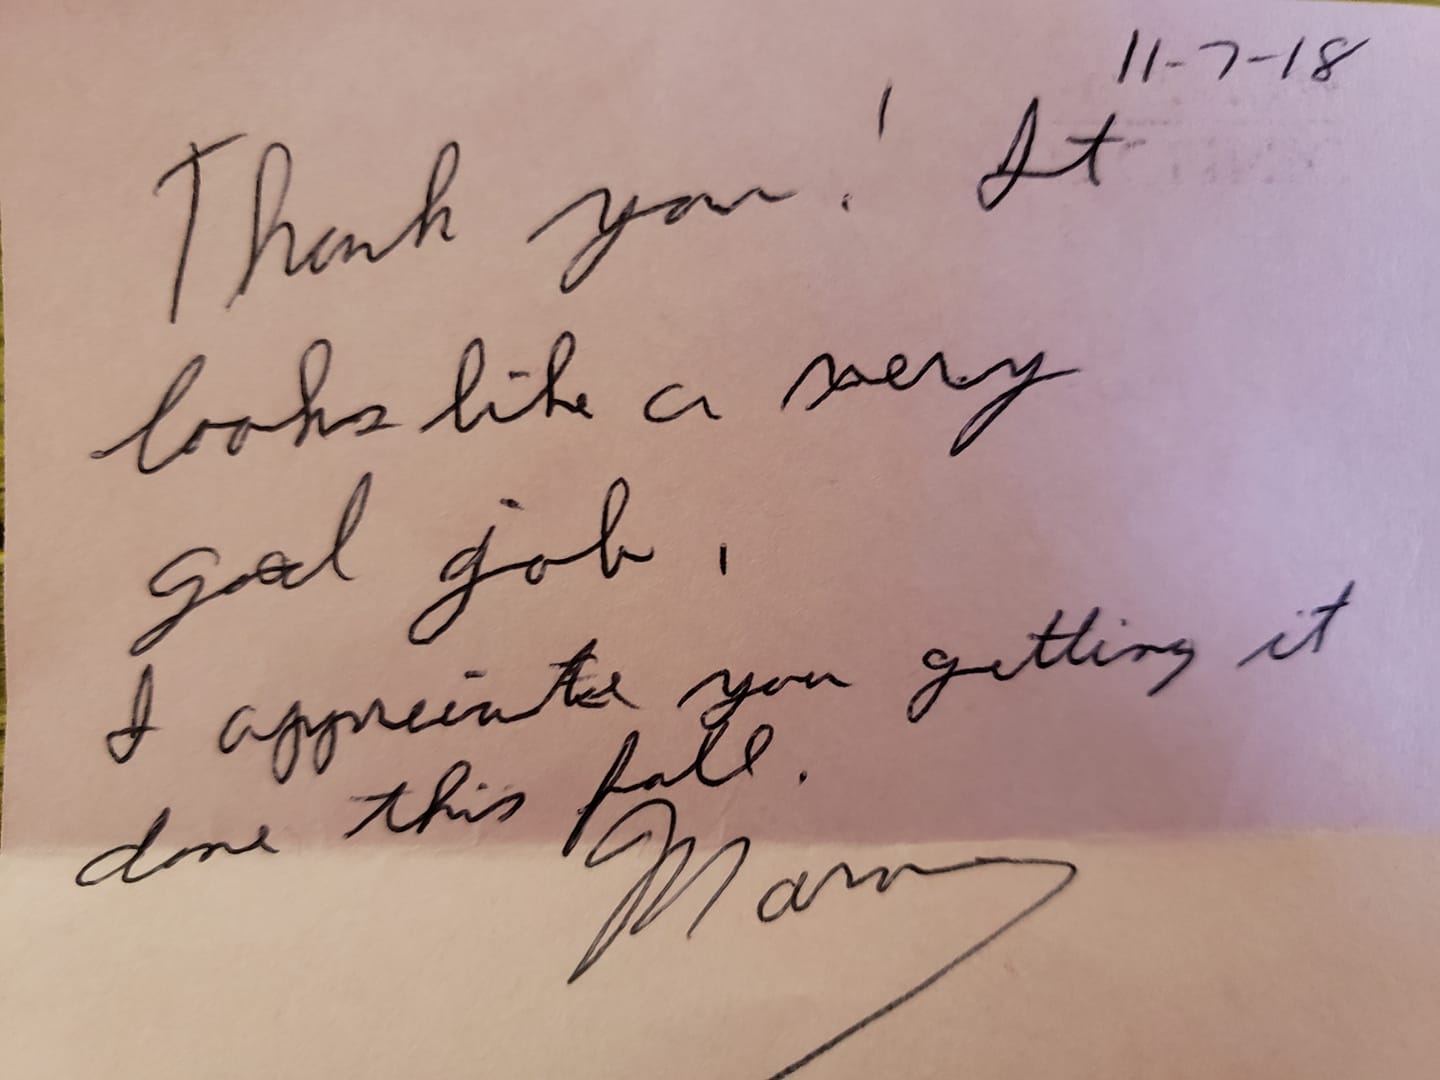 11-7-18
Thank you! It
looks like a very
good job.
I appreciate you getting it
done this fall.